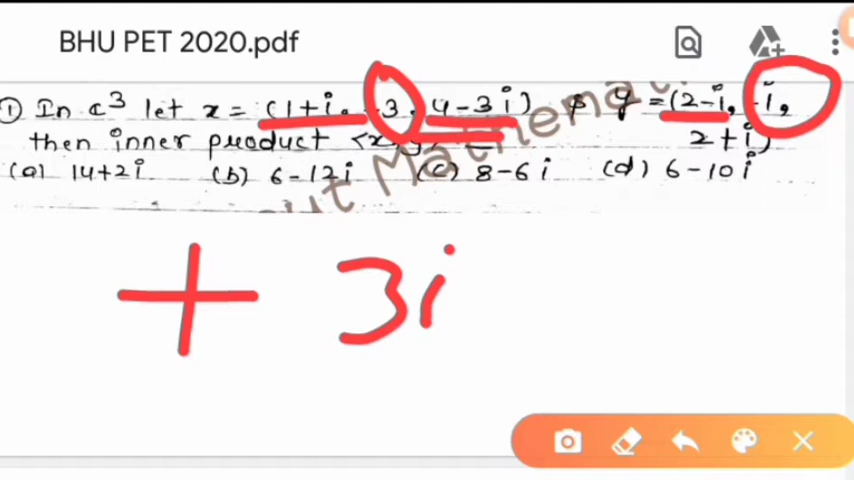 BHU PET 2020.pdf
① In ℂ³ let x = (1+i, -3, 4-3i) & y = (2-i, -i,
then inner product <x, y> = 2+i)
(a) 14+2i (b) 6-12i (c) 8-6i (d) 6-10i
Mathematic
+ 3i